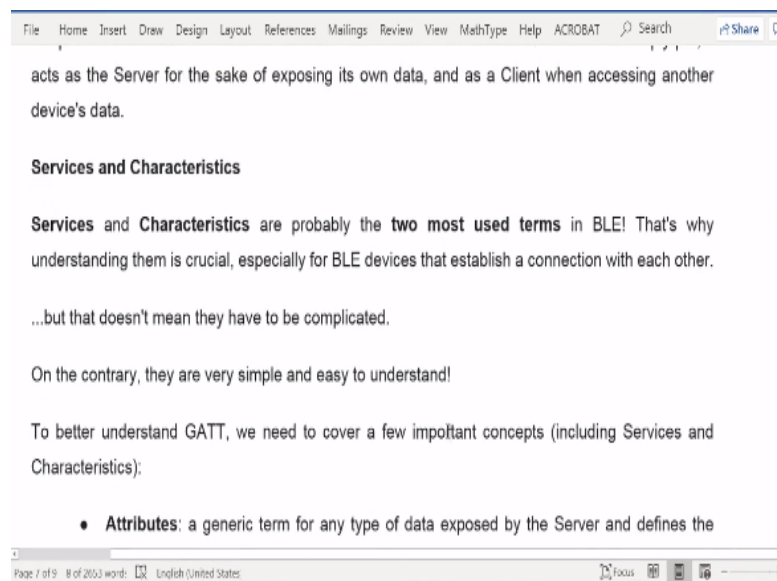 File Home Insert Draw Design Layout References Mailings Review View MathType Help ACROBAT Search Share
acts as the Server for the sake of exposing its own data, and as a Client when accessing another
device's data.
Services and Characteristics
Services and Characteristics are probably the two most used terms in BLE! That's why
understanding them is crucial, especially for BLE devices that establish a connection with each other.
...but that doesn't mean they have to be complicated.
On the contrary, they are very simple and easy to understand!
To better understand GATT, we need to cover a few important concepts (including Services and
Characteristics):
• Attributes: a generic term for any type of data exposed by the Server and defines the
Page 7 of 9 8 of 2653 words English (United States) Focus